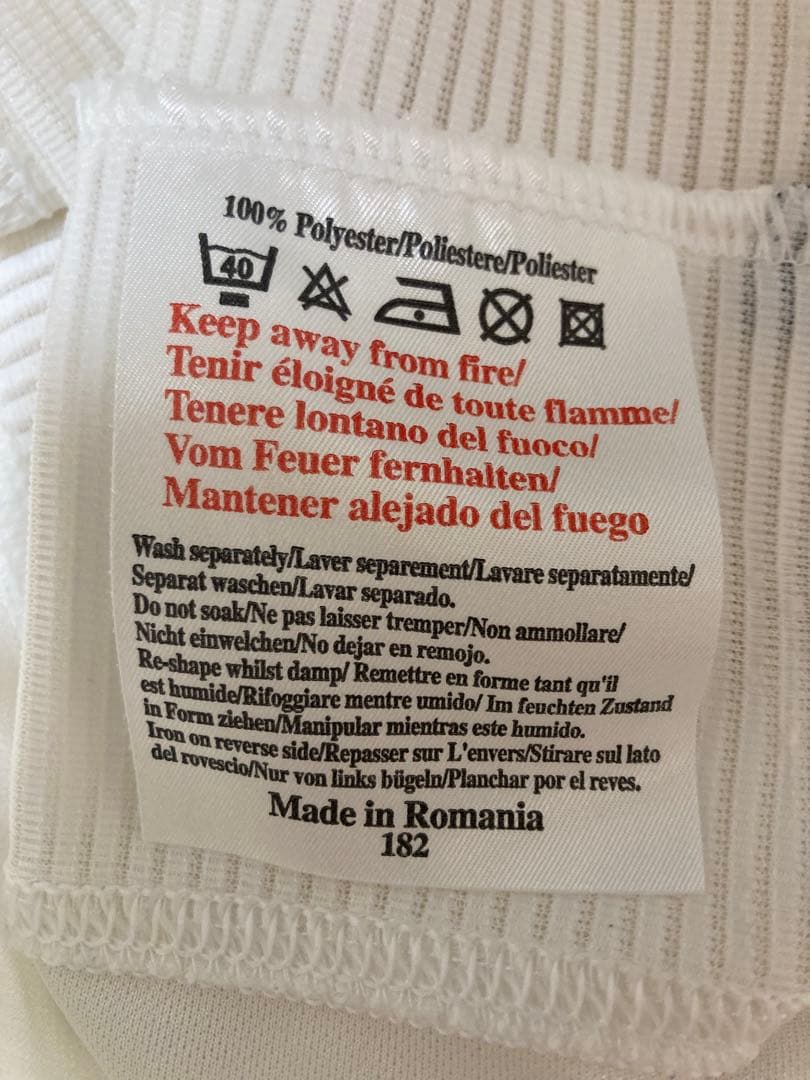 100% Polyester/Poliestere/Poliester
40
Keep away from fire/
Tenir éloigné de toute flamme/
Tenere lontano del fuoco/
Vom Feuer fernhalten/
Mantener alejado del fuego
Wash separately/Laver separement/Lavare separatamente/
Separat waschen/Lavar separado.
Do not soak/Ne pas laisser tremper/Non ammollare/
Nicht einwelchen/No dejar en remojo.
Re-shape whilst damp/ Remettre en forme tant qu'il
est humide/Rifoggiare mentre umido/ Im feuchten Zustand
in Form ziehen/Manipular mientras este humido.
Iron on reverse side/Repasser sur L'envers/Stirare sul lato
del rovescio/Nur von links bügeln/Planchar por el reves.
Made in Romania
182